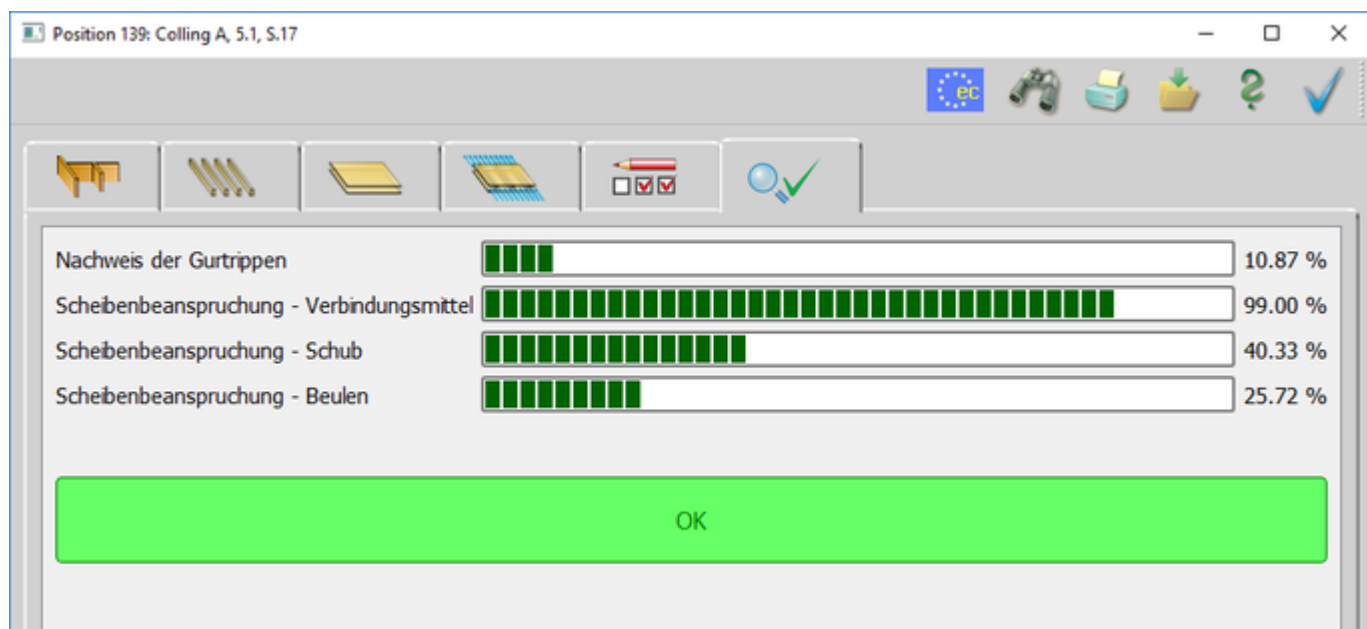 Position 139: Colling A, 5.1, S.17
ec
Nachweis der Gurtrippen 10.87 %
Scheibenbeanspruchung - Verbindungsmittel 99.00 %
Scheibenbeanspruchung - Schub 40.33 %
Scheibenbeanspruchung - Beulen 25.72 %
OK